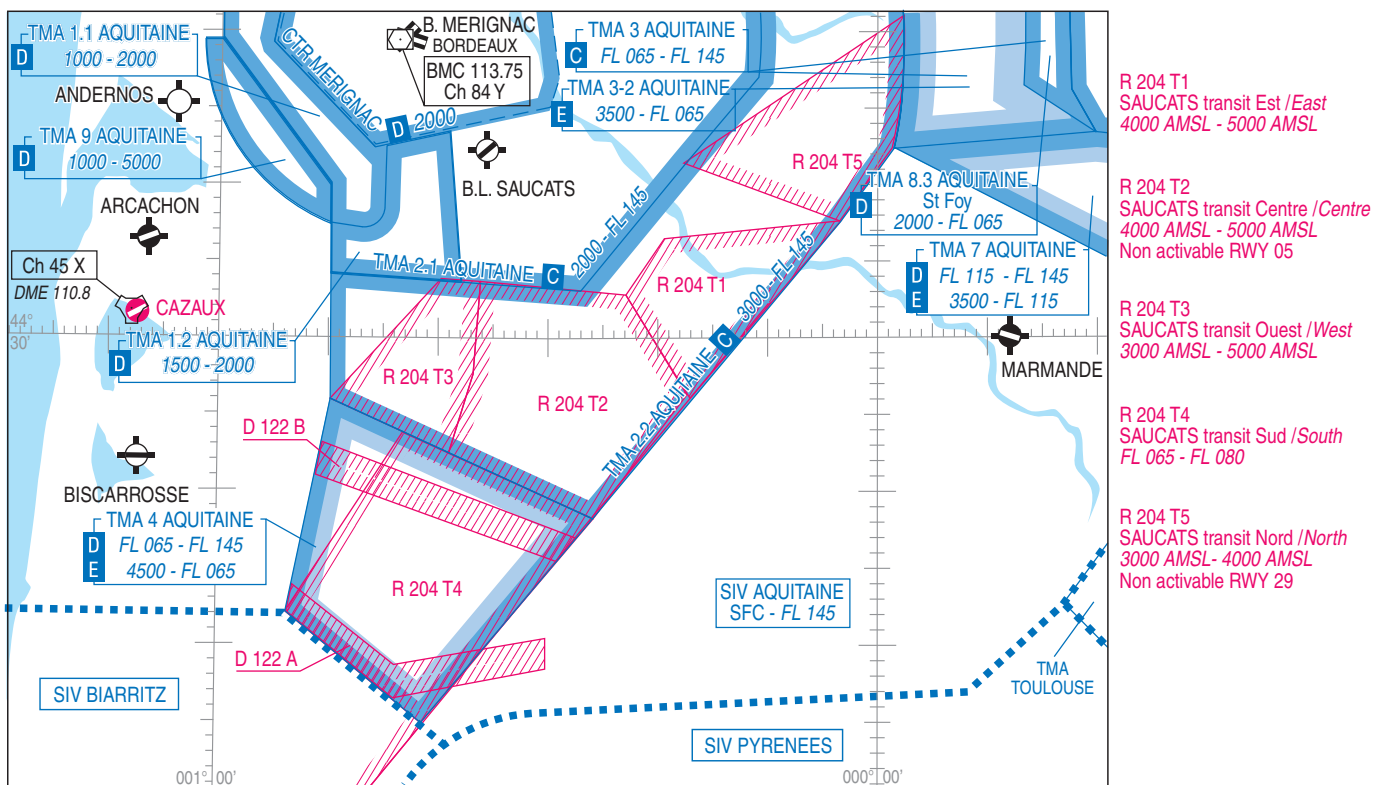 TMA 1.1 AQUITAINE
D
1000 - 2000
ANDERNOS
TMA 9 AQUITAINE
D
1000 - 5000
ARCACHON
Ch 45 X
DME 110.8
CAZAUX
44°
30'
TMA 1.2 AQUITAINE
D
1500 - 2000
CTR MERIGNAC
D
2000
B. MERIGNAC
BORDEAUX
BMC 113.75
Ch 84 Y
B.L. SAUCATS
TMA 3 AQUITAINE
C
FL 065 - FL 145
TMA 3-2 AQUITAINE
E
3500 - FL 065
R 204 T5
TMA 8.3 AQUITAINE
St Foy
D
2000 - FL 065
TMA 7 AQUITAINE
D
FL 115 - FL 145
E
3500 - FL 115
MARMANDE
TMA 2.1 AQUITAINE
C
2000 - FL 145
R 204 T1
TMA 2.2 AQUITAINE
C
3000 - FL 145
R 204 T3
R 204 T2
D 122 B
BISCARROSSE
TMA 4 AQUITAINE
D
FL 065 - FL 145
E
4500 - FL 065
R 204 T4
D 122 A
SIV AQUITAINE
SFC - FL 145
TMA
TOULOUSE
SIV BIARRITZ
SIV PYRENEES
001° 00'
000° 00'
R 204 T1
SAUCATS transit Est /East
4000 AMSL - 5000 AMSL
R 204 T2
SAUCATS transit Centre /Centre
4000 AMSL - 5000 AMSL
Non activable RWY 05
R 204 T3
SAUCATS transit Ouest /West
3000 AMSL - 5000 AMSL
R 204 T4
SAUCATS transit Sud /South
FL 065 - FL 080
R 204 T5
SAUCATS transit Nord /North
3000 AMSL- 4000 AMSL
Non activable RWY 29